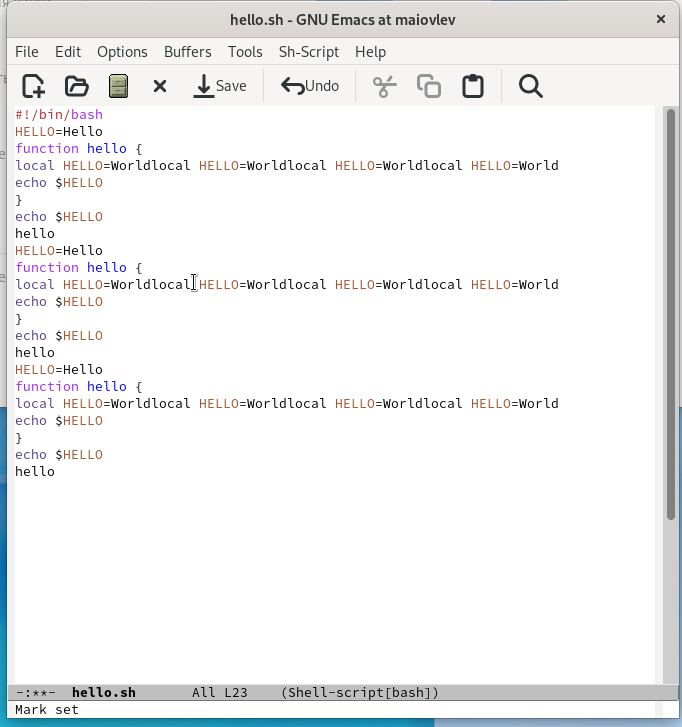 hello.sh - GNU Emacs at maiovlev
File Edit Options Buffers Tools Sh-Script Help
Save Undo
#!/bin/bash
HELLO=Hello
function hello {
local HELLO=Worldlocal HELLO=Worldlocal HELLO=Worldlocal HELLO=World
echo $HELLO
}
echo $HELLO
hello
HELLO=Hello
function hello {
local HELLO=Worldlocal HELLO=Worldlocal HELLO=Worldlocal HELLO=World
echo $HELLO
}
echo $HELLO
hello
HELLO=Hello
function hello {
local HELLO=Worldlocal HELLO=Worldlocal HELLO=Worldlocal HELLO=World
echo $HELLO
}
echo $HELLO
hello
-:**- hello.sh All L23 (Shell-script[bash])
Mark set